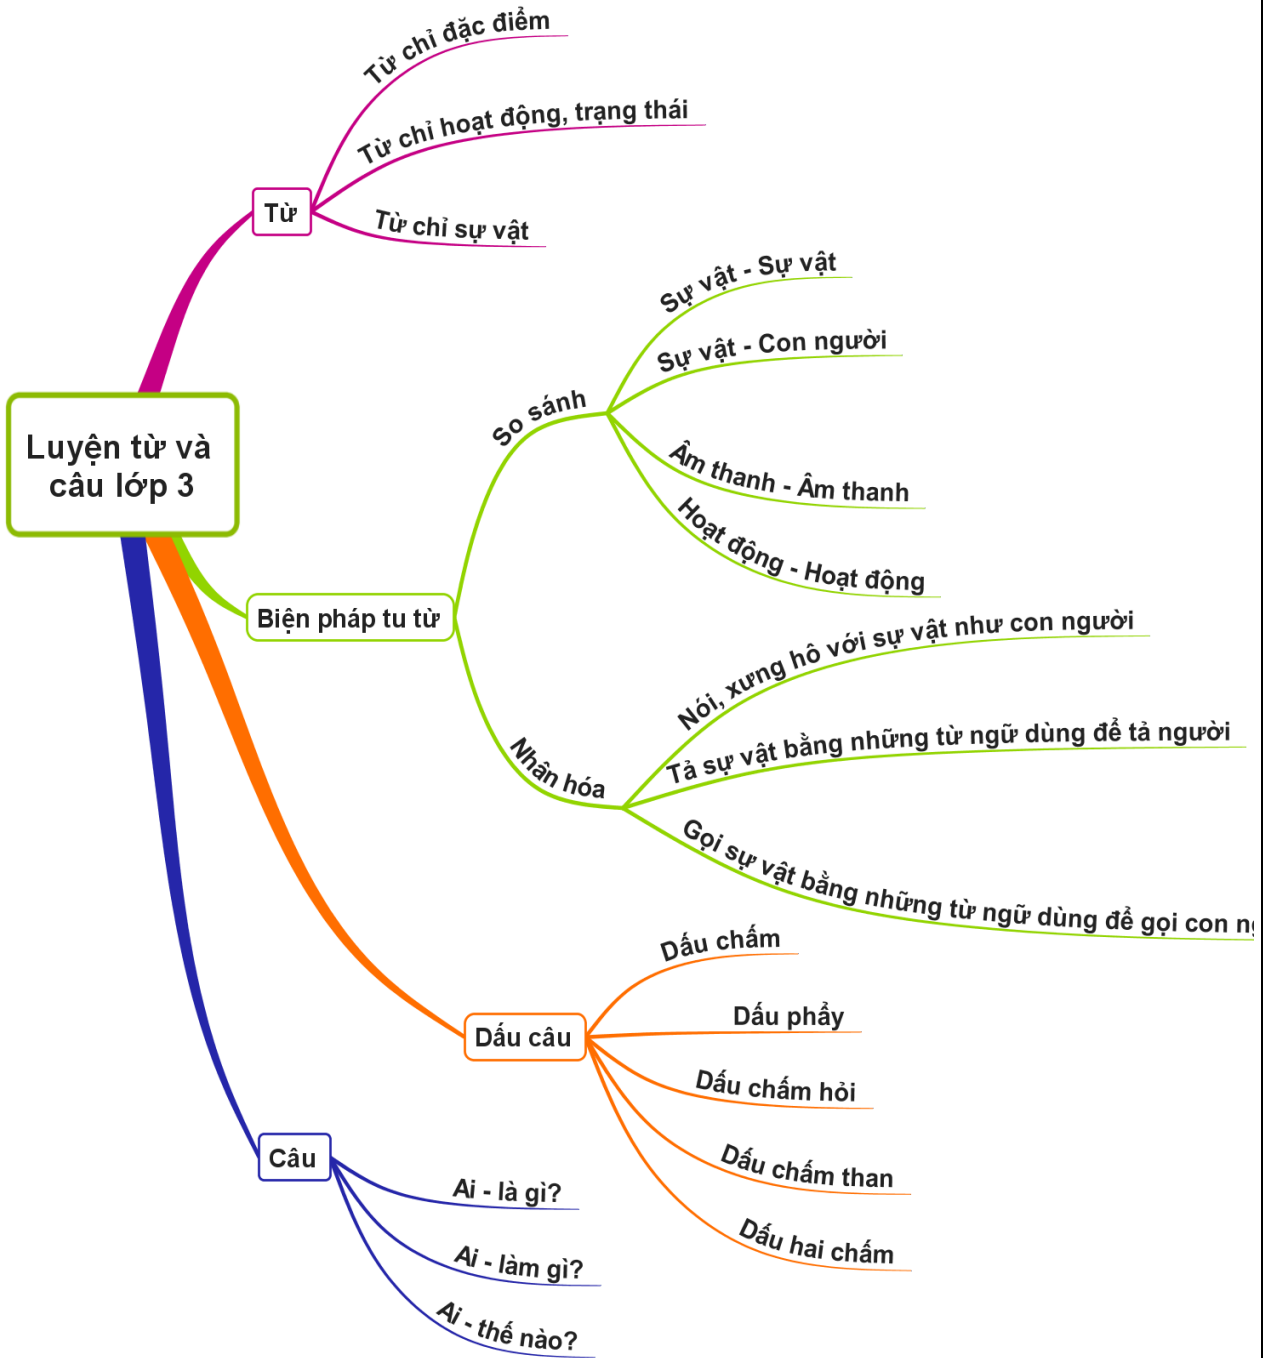 Từ chỉ đặc điểm
Từ chỉ hoạt động, trạng thái
Từ
Từ chỉ sự vật
Sự vật - Sự vật
Sự vật - Con người
So sánh
Luyện từ và
câu lớp 3
Âm thanh - Âm thanh
Hoạt động - Hoạt động
Biện pháp tu từ
Nói, xưng hô với sự vật như con người
Tả sự vật bằng những từ ngữ dùng để tả người
Nhân hóa
Gọi sự vật bằng những từ ngữ dùng để gọi con
Dấu chấm
Dấu phẩy
Dấu câu
Dấu chấm hỏi
Dấu chấm than
Dấu hai chấm
Câu
Ai - là gì?
Ai - làm gì?
Ai - thế nào?